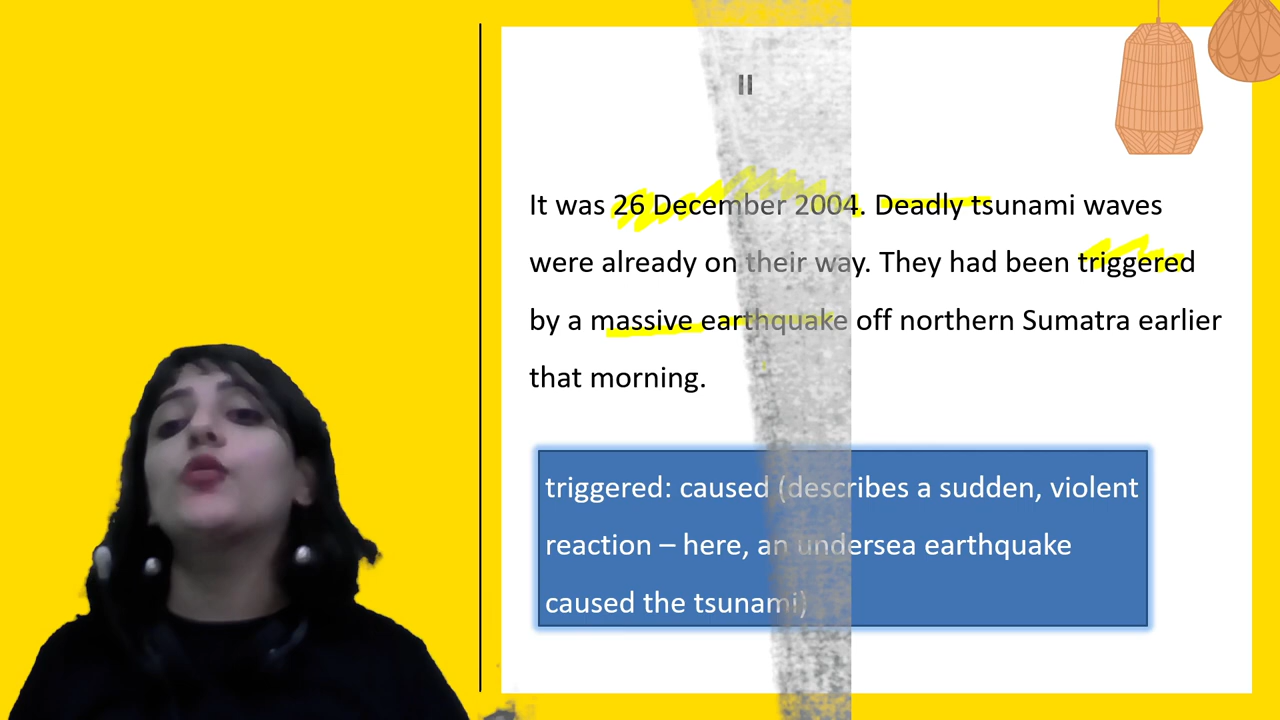 II
It was 26 December 2004. Deadly tsunami waves
were already on their way. They had been triggered
by a massive earthquake off northern Sumatra earlier
that morning.
triggered: caused (describes a sudden, violent
reaction – here, an undersea earthquake
caused the tsunami)